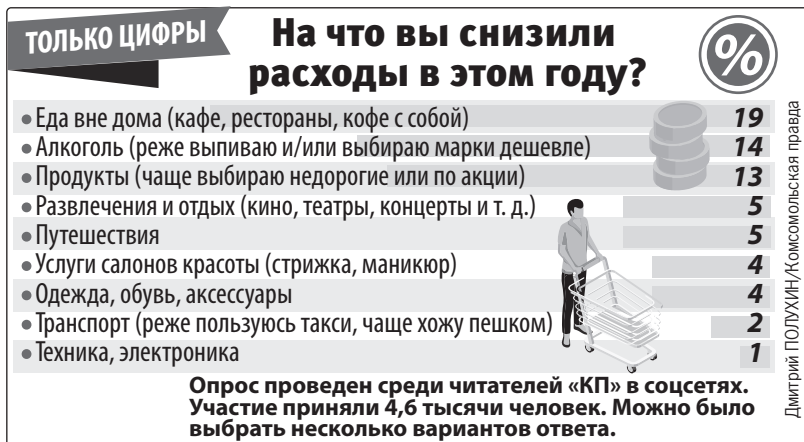 ТОЛЬКО ЦИФРЫ
На что вы снизили
расходы в этом году?
%
• Еда вне дома (кафе, рестораны, кофе с собой) 19
• Алкоголь (реже выпиваю и/или выбираю марки дешевле) 14
• Продукты (чаще выбираю недорогие или по акции) 13
• Развлечения и отдых (кино, театры, концерты и т. д.) 5
• Путешествия 5
• Услуги салонов красоты (стрижка, маникюр) 4
• Одежда, обувь, аксессуары 4
• Транспорт (реже пользуюсь такси, чаще хожу пешком) 2
• Техника, электроника 1
Опрос проведен среди читателей «КП» в соцсетях.
Участие приняли 4,6 тысячи человек. Можно было
выбрать несколько вариантов ответа.
Дмитрий ПОЛУХИН/Комсомольская правда